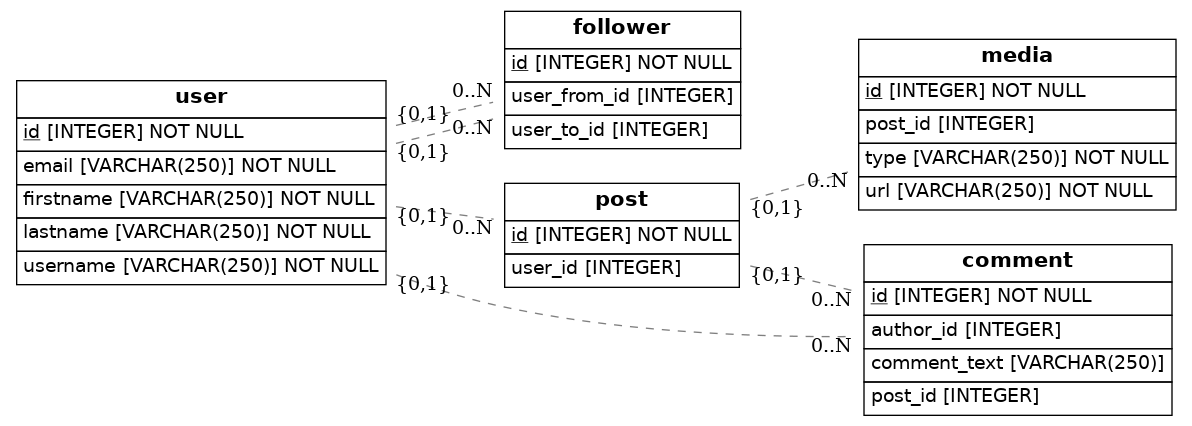 user
id [INTEGER] NOT NULL
email [VARCHAR(250)] NOT NULL
firstname [VARCHAR(250)] NOT NULL
lastname [VARCHAR(250)] NOT NULL
username [VARCHAR(250)] NOT NULL
{0,1}
0..N
{0,1}
0..N
{0,1}
0..N
{0,1}
0..N
follower
id [INTEGER] NOT NULL
user_from_id [INTEGER]
user_to_id [INTEGER]
post
id [INTEGER] NOT NULL
user_id [INTEGER]
{0,1}
0..N
{0,1}
0..N
media
id [INTEGER] NOT NULL
post_id [INTEGER]
type [VARCHAR(250)] NOT NULL
url [VARCHAR(250)] NOT NULL
comment
id [INTEGER] NOT NULL
author_id [INTEGER]
comment_text [VARCHAR(250)]
post_id [INTEGER]